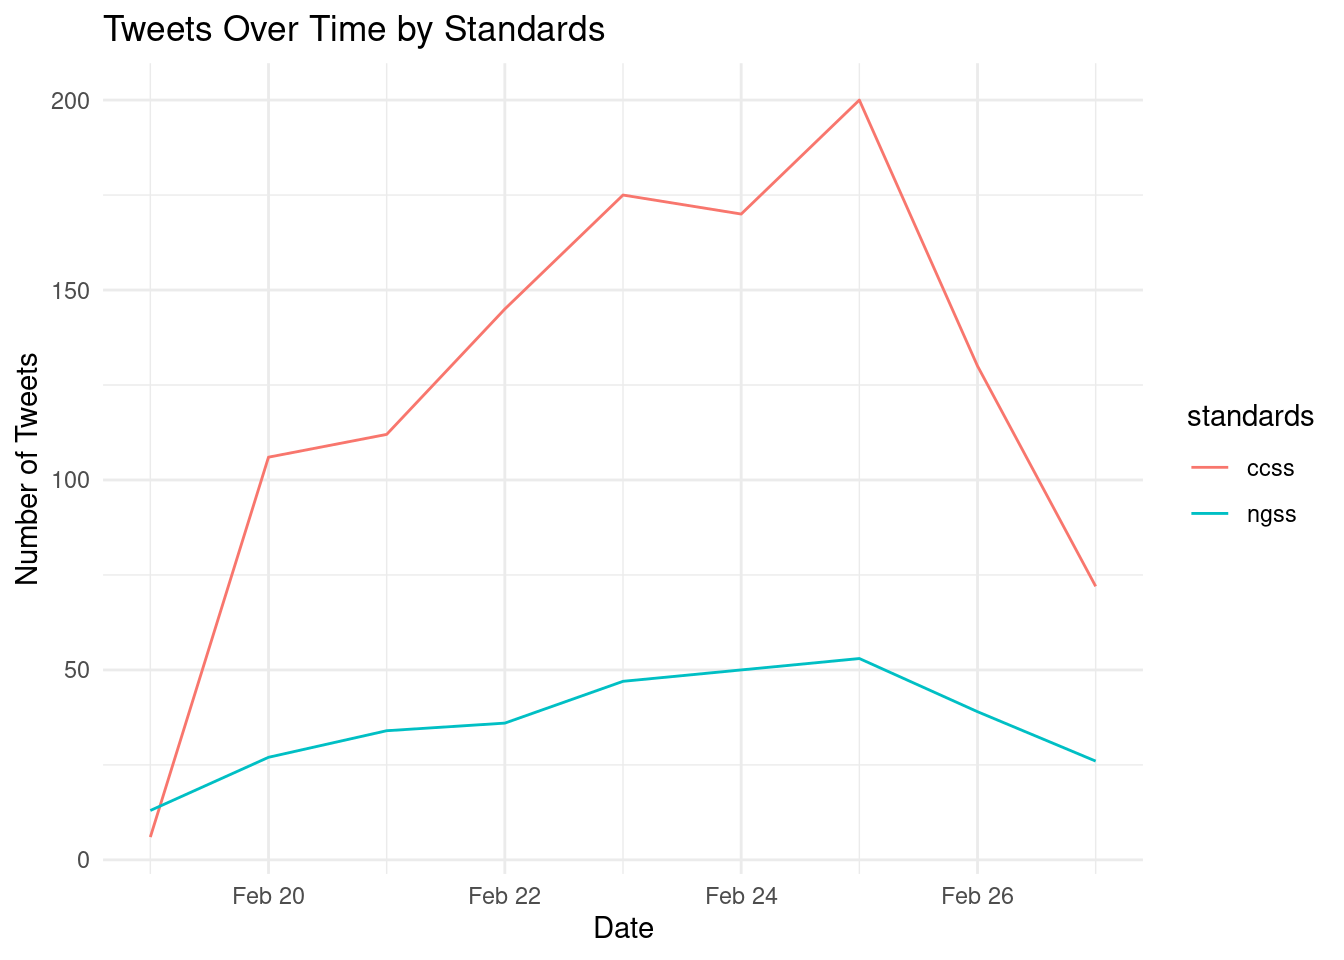 Tweets Over Time by Standards
Number of Tweets
200
150
100
50
0
Feb 20
Feb 22
Feb 24
Feb 26
Date
standards
ccss
ngss